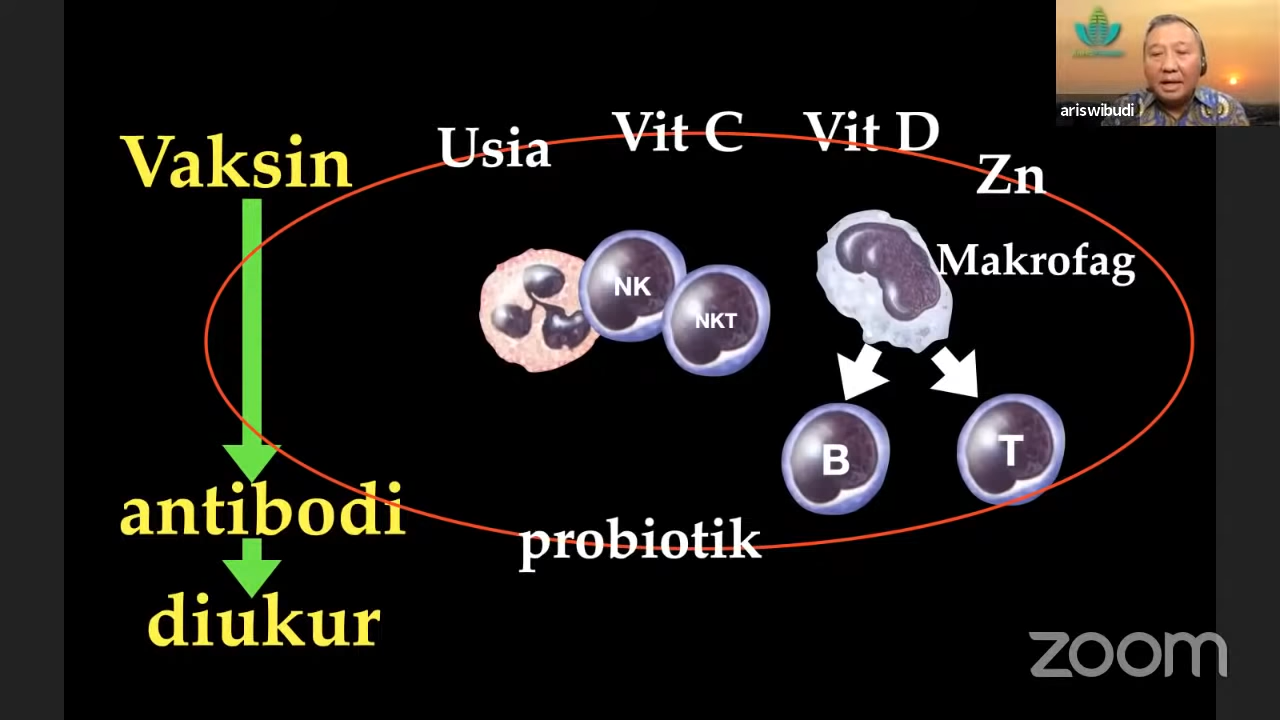 ariswibudi
Vaksin
Usia
Vit C
Vit D
Zn
NK
NKT
Makrofag
B
T
antibodi
probiotik
diukur
zoom